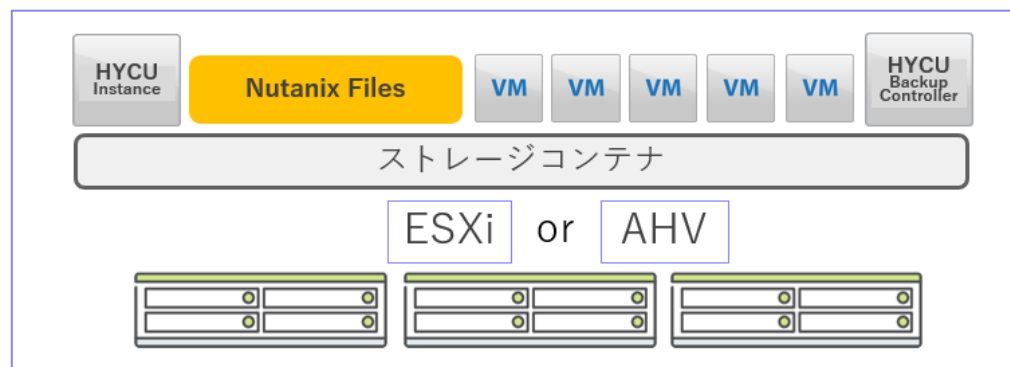 HYCU
Instance
Nutanix Files
VM
VM
VM
VM
VM
HYCU
Backup
Controller
ストレージコンテナ
ESXi or AHV